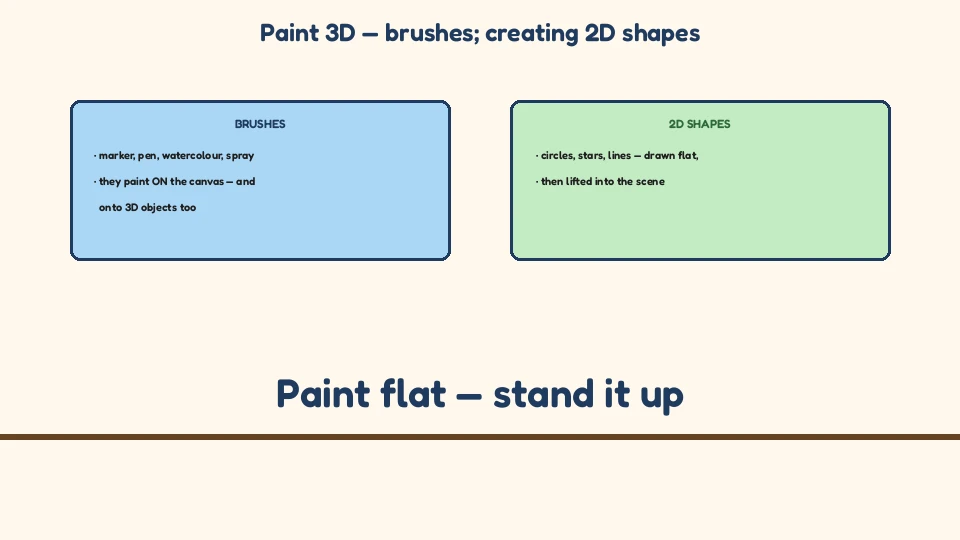 Paint 3D — brushes; creating 2D shapes
BRUSHES
· marker, pen, watercolour, spray
· they paint ON the canvas — and
onto 3D objects too
2D SHAPES
· circles, stars, lines — drawn flat,
· then lifted into the scene
Paint flat — stand it up